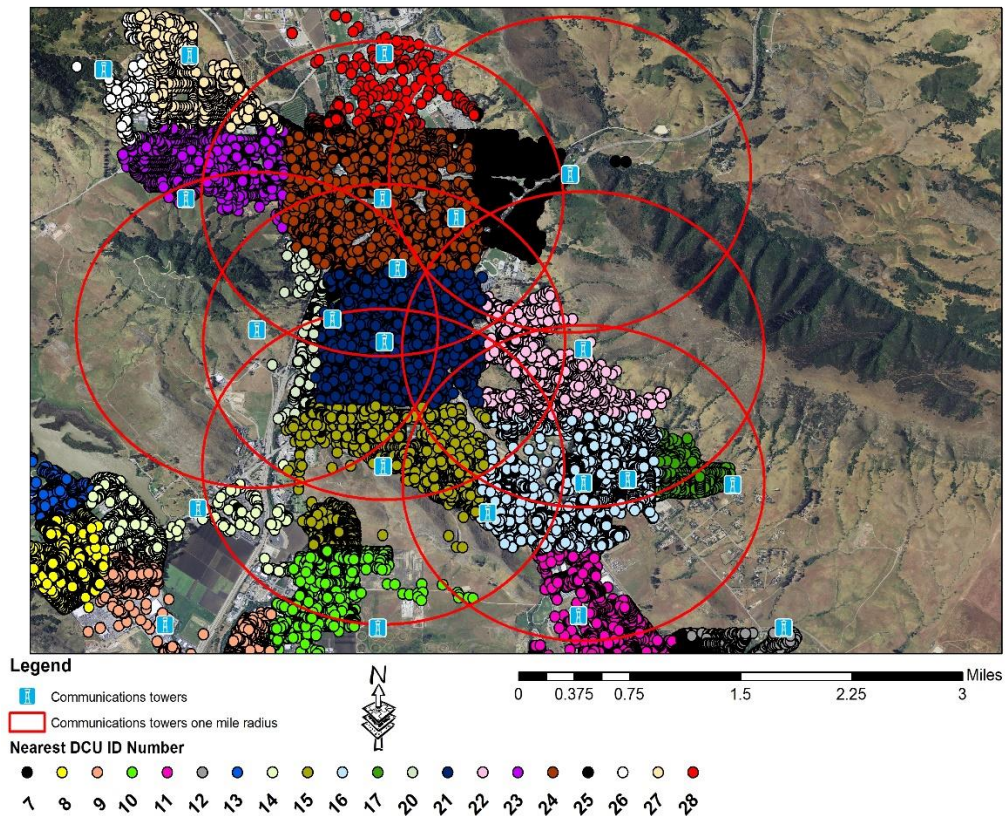 Legend
N
Miles
Communications towers
0 0.375 0.75 1.5 2.25 3
Communications towers one mile radius
Nearest DCU ID Number
7 8 9 10 11 12 13 14 15 16 17 20 21 22 23 24 25 26 27 28